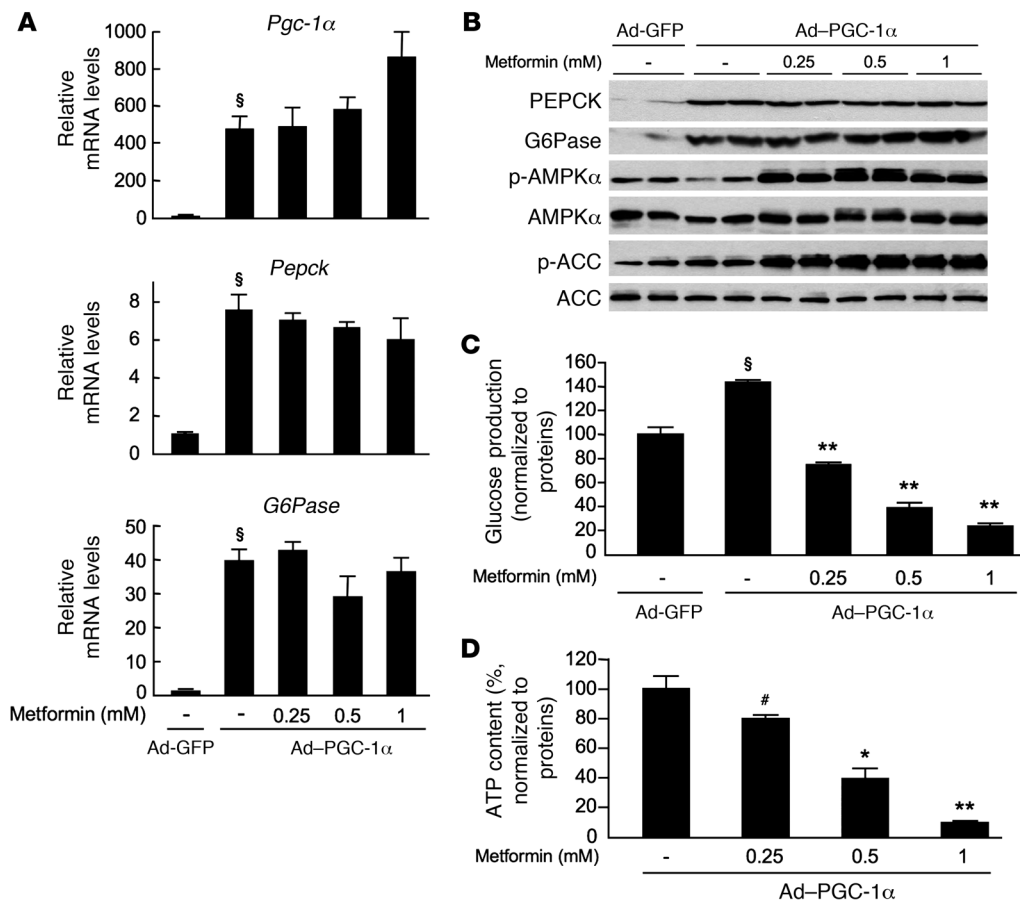 A
Pgc-1α
Relative
mRNA levels
1000
800
600
400
200
0
§
Pepck
Relative
mRNA levels
8
6
4
2
0
§
G6Pase
Relative
mRNA levels
50
40
30
20
10
0
§
Metformin (mM) - - 0.25 0.5 1
Ad-GFP Ad–PGC-1α
B
Ad-GFP Ad–PGC-1α
Metformin (mM) - - 0.25 0.5 1
PEPCK
G6Pase
p-AMPKα
AMPKα
p-ACC
ACC
C
Glucose production
(normalized to
proteins)
160
140
120
100
80
60
40
20
0
§
**
**
**
Metformin (mM) - - 0.25 0.5 1
Ad-GFP Ad–PGC-1α
D
ATP content (%,
normalized to
proteins)
120
100
80
60
40
20
0
#
*
**
Metformin (mM) - 0.25 0.5 1
Ad–PGC-1α